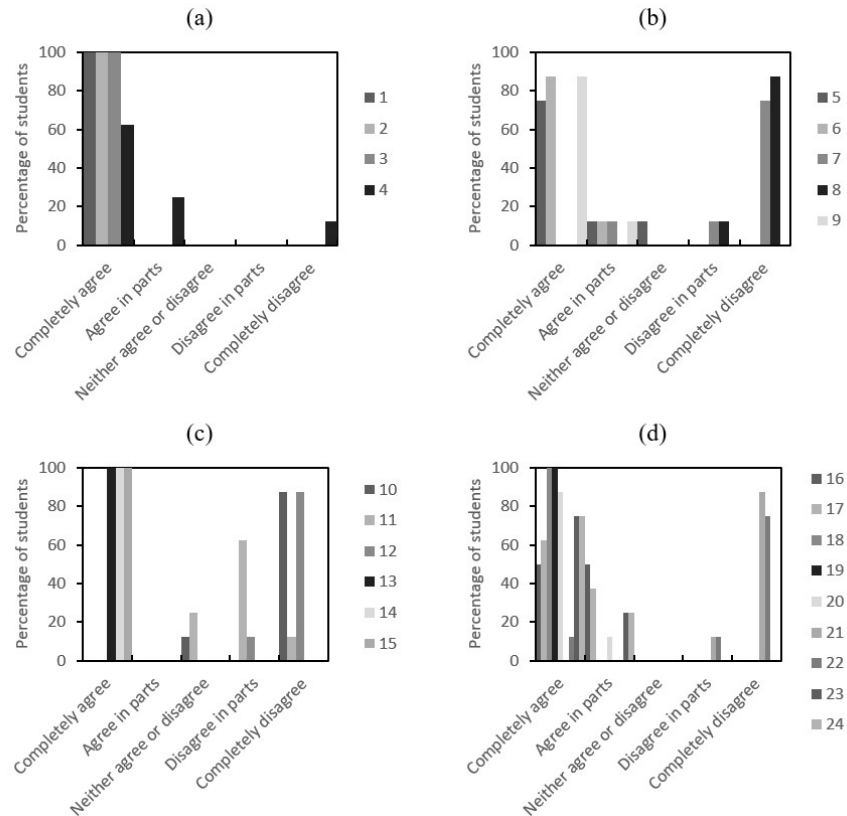 (a)
Percentage of students
100
80
60
40
20
0
Completely agree
Agree in parts
Neither agree or disagree
Disagree in parts
Completely disagree
1
2
3
4
(b)
Percentage of students
100
80
60
40
20
0
Completely agree
Agree in parts
Neither agree or disagree
Disagree in parts
Completely disagree
5
6
7
8
9
(c)
Percentage of students
100
80
60
40
20
0
Completely agree
Agree in parts
Neither agree or disagree
Disagree in parts
Completely disagree
10
11
12
13
14
15
(d)
Percentage of students
100
80
60
40
20
0
Completely agree
Agree in parts
Neither agree or disagree
Disagree in parts
Completely disagree
16
17
18
19
20
21
22
23
24